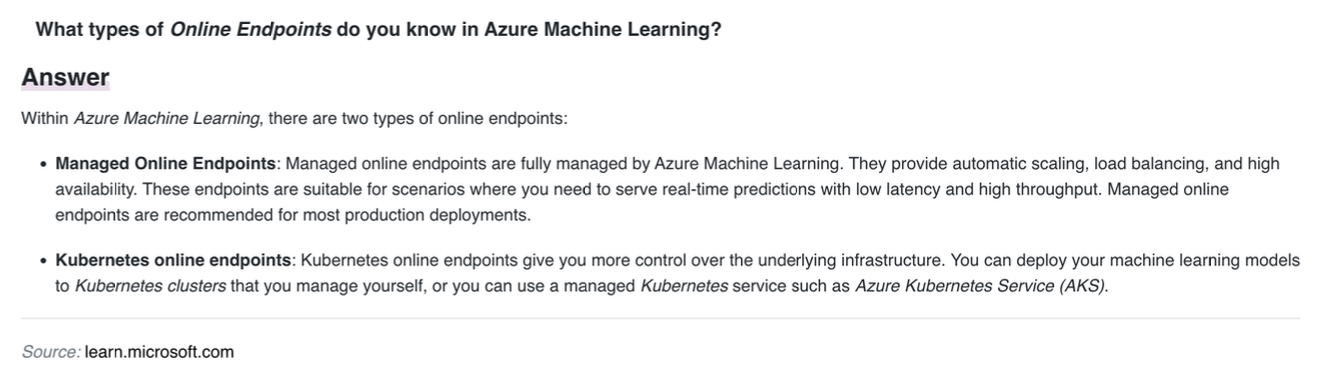 What types of Online Endpoints do you know in Azure Machine Learning?
Answer
Within Azure Machine Learning, there are two types of online endpoints:
• Managed Online Endpoints: Managed online endpoints are fully managed by Azure Machine Learning. They provide automatic scaling, load balancing, and high
availability. These endpoints are suitable for scenarios where you need to serve real-time predictions with low latency and high throughput. Managed online
endpoints are recommended for most production deployments.
• Kubernetes online endpoints: Kubernetes online endpoints give you more control over the underlying infrastructure. You can deploy your machine learning models
to Kubernetes clusters that you manage yourself, or you can use a managed Kubernetes service such as Azure Kubernetes Service (AKS).
Source: learn.microsoft.com